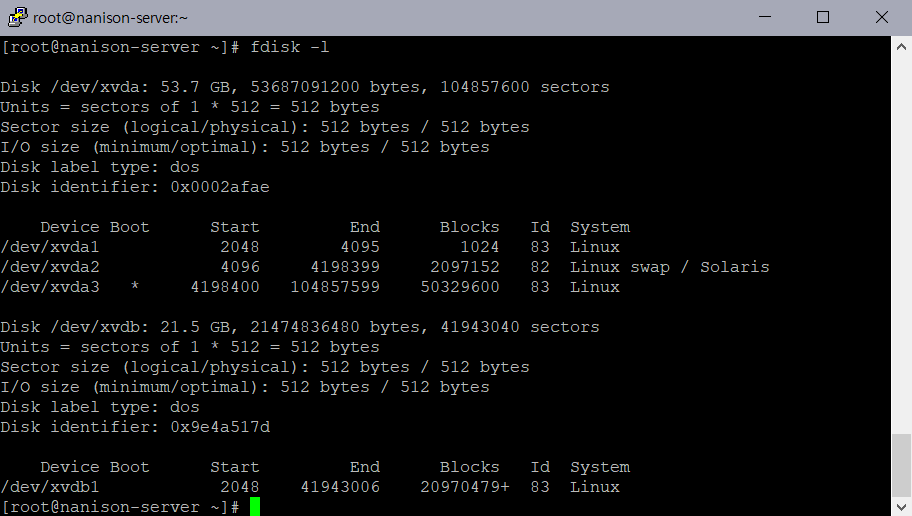 root@nanison-server:~
[root@nanison-server ~]# fdisk -l
Disk /dev/xvda: 53.7 GB, 53687091200 bytes, 104857600 sectors
Units = sectors of 1 * 512 = 512 bytes
Sector size (logical/physical): 512 bytes / 512 bytes
I/O size (minimum/optimal): 512 bytes / 512 bytes
Disk label type: dos
Disk identifier: 0x0002afae
Device Boot Start End Blocks Id System
/dev/xvda1 2048 4095 1024 83 Linux
/dev/xvda2 4096 4198399 2097152 82 Linux swap / Solaris
/dev/xvda3 * 4198400 104857599 50329600 83 Linux
Disk /dev/xvdb: 21.5 GB, 21474836480 bytes, 41943040 sectors
Units = sectors of 1 * 512 = 512 bytes
Sector size (logical/physical): 512 bytes / 512 bytes
I/O size (minimum/optimal): 512 bytes / 512 bytes
Disk label type: dos
Disk identifier: 0x9e4a517d
Device Boot Start End Blocks Id System
/dev/xvdb1 2048 41943006 20970479+ 83 Linux
[root@nanison-server ~]#